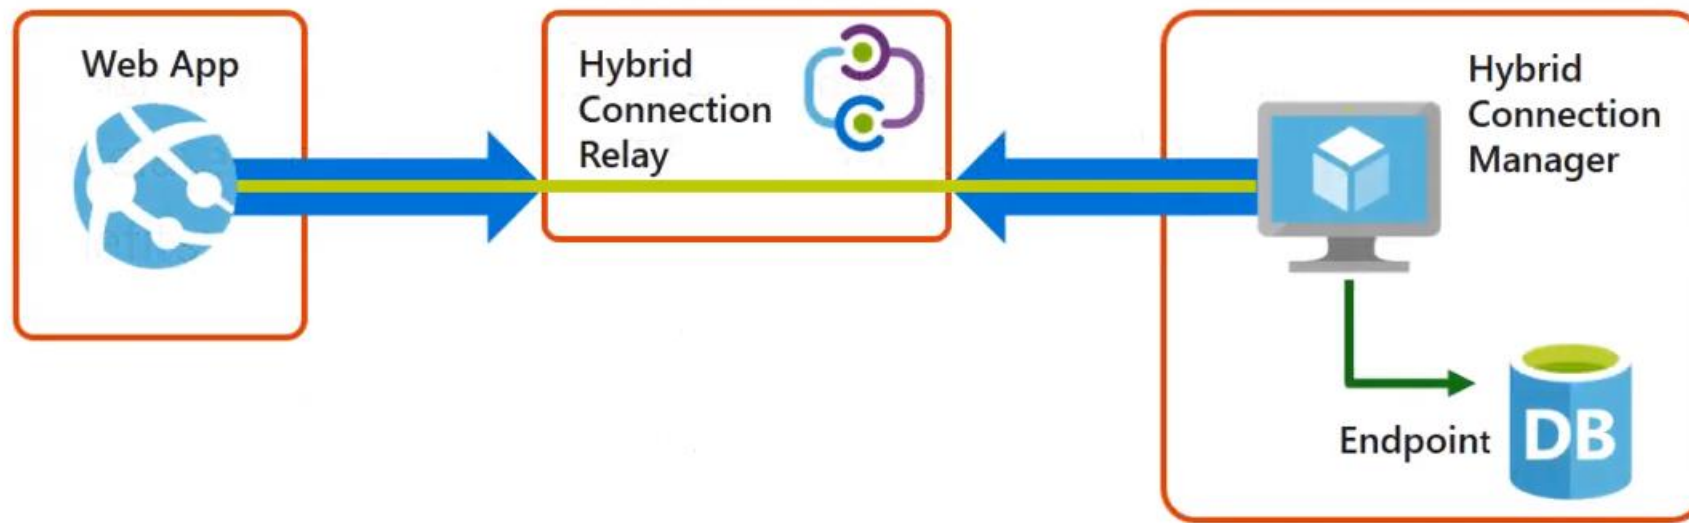 Web App
Hybrid
Connection
Relay
Hybrid
Connection
Manager
Endpoint
DB